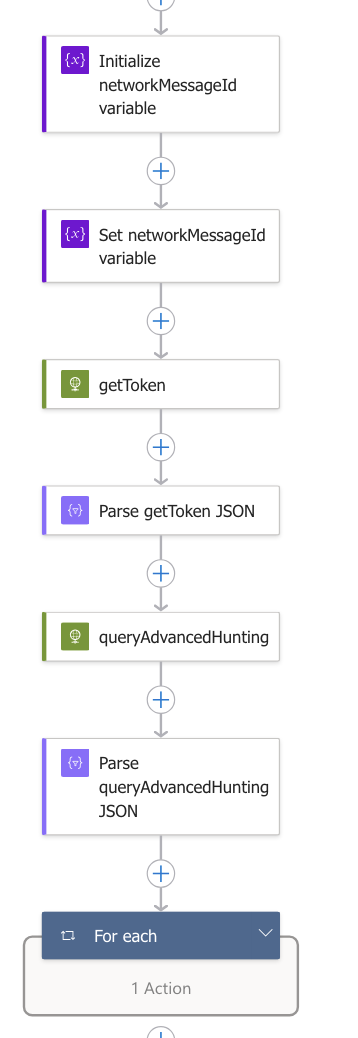 {x}
Initialize
networkMessageId
variable
{x}
Set networkMessageId
variable
getToken
Parse getToken JSON
queryAdvancedHunting
Parse
queryAdvancedHunting
JSON
For each
1 Action